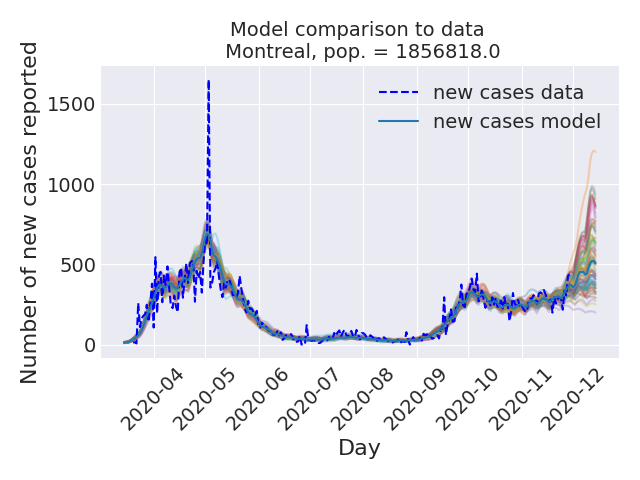 Model comparison to data
Montreal, pop. = 1856818.0
Number of new cases reported
1500
1000
500
0
new cases data
new cases model
2020-04
2020-05
2020-06
2020-07
2020-08
2020-09
2020-10
2020-11
2020-12
Day